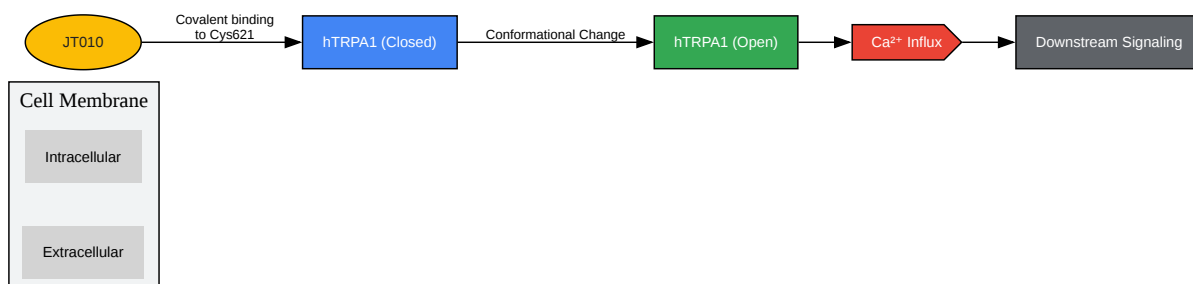 JT010
Covalent binding
to Cys621
hTRPA1 (Closed)
Conformational Change
hTRPA1 (Open)
Ca²⁺ Influx
Downstream Signaling
Cell Membrane
Intracellular
Extracellular